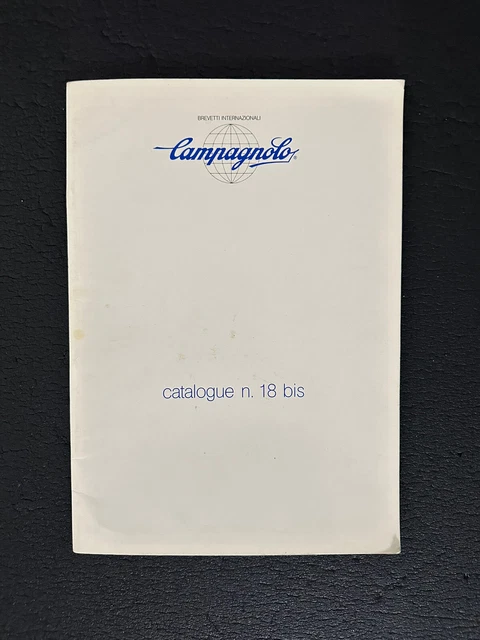 BREVETTI INTERNAZIONALI
Campagnolo®
catalogue n. 18 bis